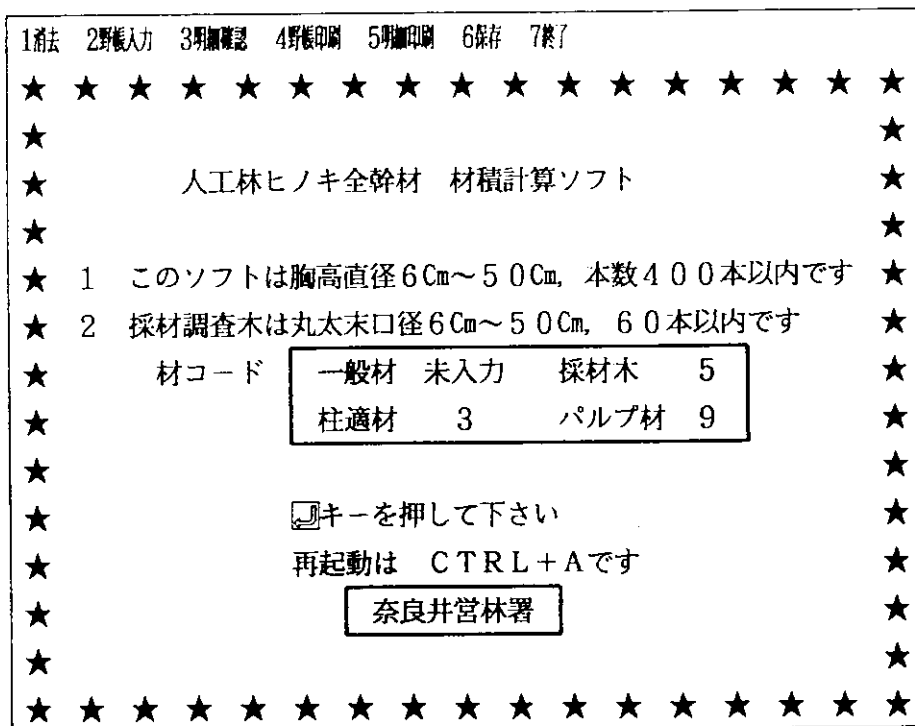 1消去 2野帳入力 3明細確認 4野帳印刷 5明細印刷 6保存 7終了
★ ★ ★ ★ ★ ★ ★ ★ ★ ★ ★ ★ ★ ★ ★ ★ ★
人工林ヒノキ全幹材 材積計算ソフト
1 このソフトは胸高直径6Cm～50Cm, 本数400本以内です
2 採材調査木は丸太末口径6Cm～50Cm, 60本以内です
材コード 一般材 未入力 採材木 5
柱適材 3 パルプ材 9
キーを押して下さい
再起動は CTRL+Aです
奈良井営林署
★ ★ ★ ★ ★ ★ ★ ★ ★ ★ ★ ★ ★ ★ ★ ★ ★